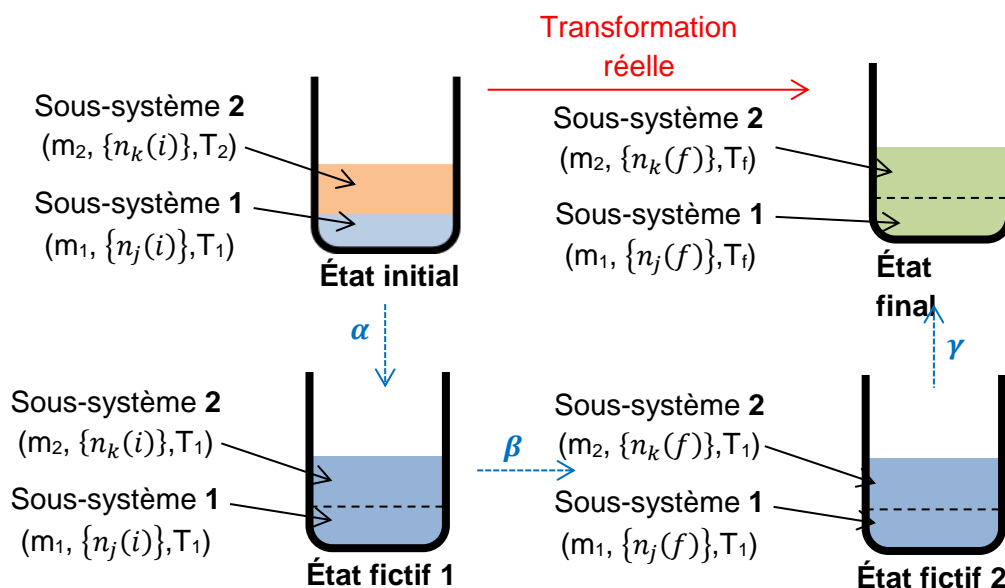 Transformation
réelle
Sous-système 2
(m₂, {nₖ(i)},T₂)
Sous-système 1
(m₁, {nⱼ(i)},T₁)
État initial
Sous-système 2
(m₂, {nₖ(f)},T_f)
Sous-système 1
(m₁, {nⱼ(f)},T_f)
État
final
α
γ
Sous-système 2
(m₂, {nₖ(i)},T₁)
Sous-système 1
(m₁, {nⱼ(i)},T₁)
État fictif 1
β
Sous-système 2
(m₂, {nₖ(f)},T₁)
Sous-système 1
(m₁, {nⱼ(f)},T₁)
État fictif 2